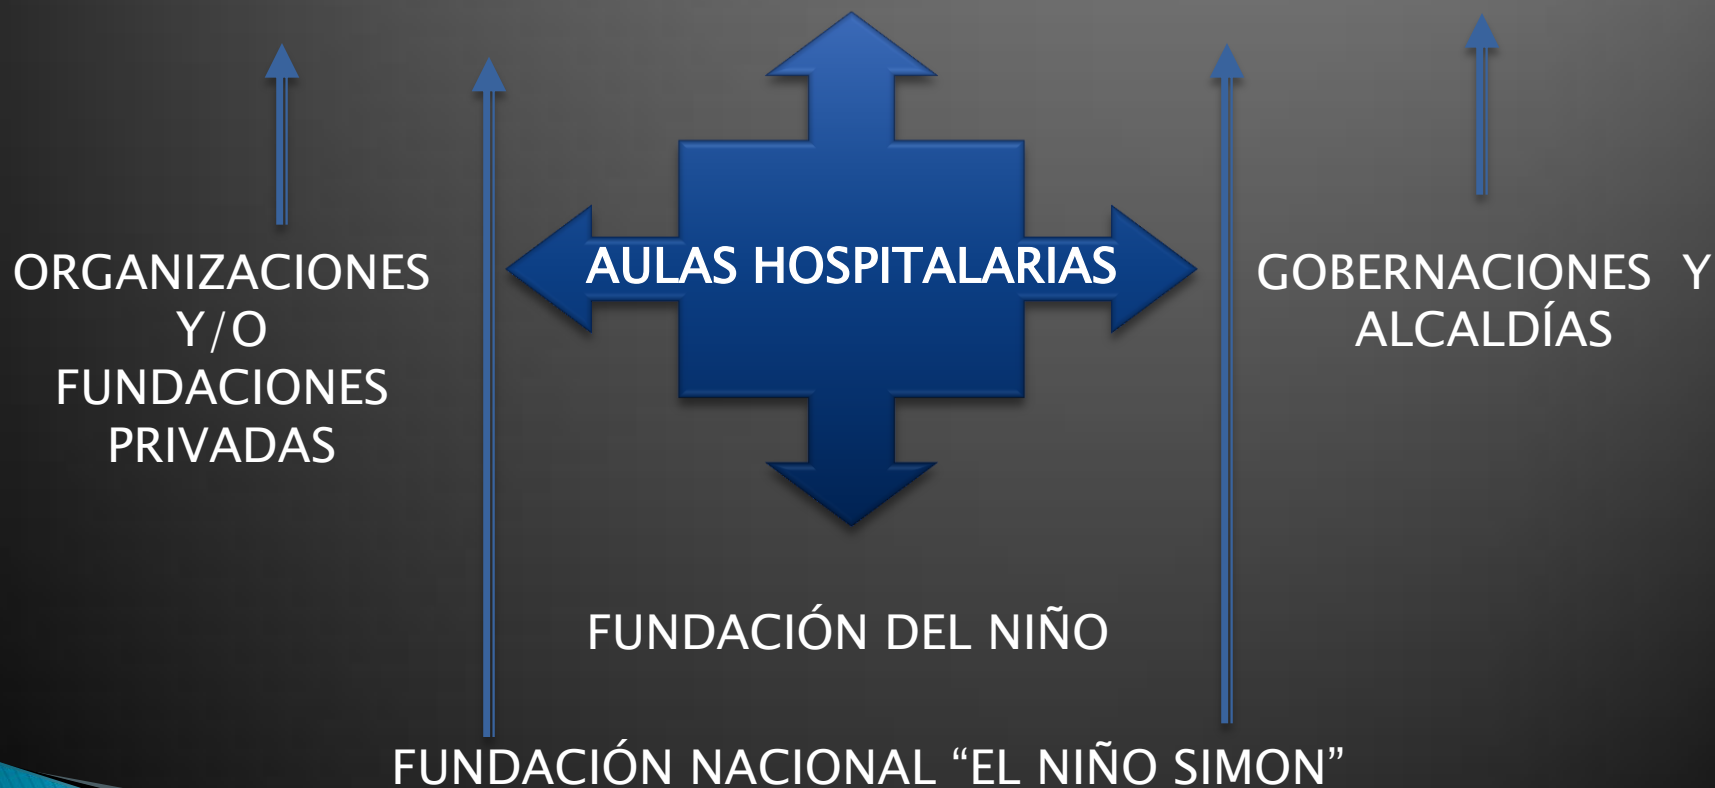 AULAS HOSPITALARIAS
ORGANIZACIONES
Y/O
FUNDACIONES
PRIVADAS
GOBERNACIONES Y
ALCALDÍAS
FUNDACIÓN DEL NIÑO
FUNDACIÓN NACIONAL “EL NIÑO SIMON”